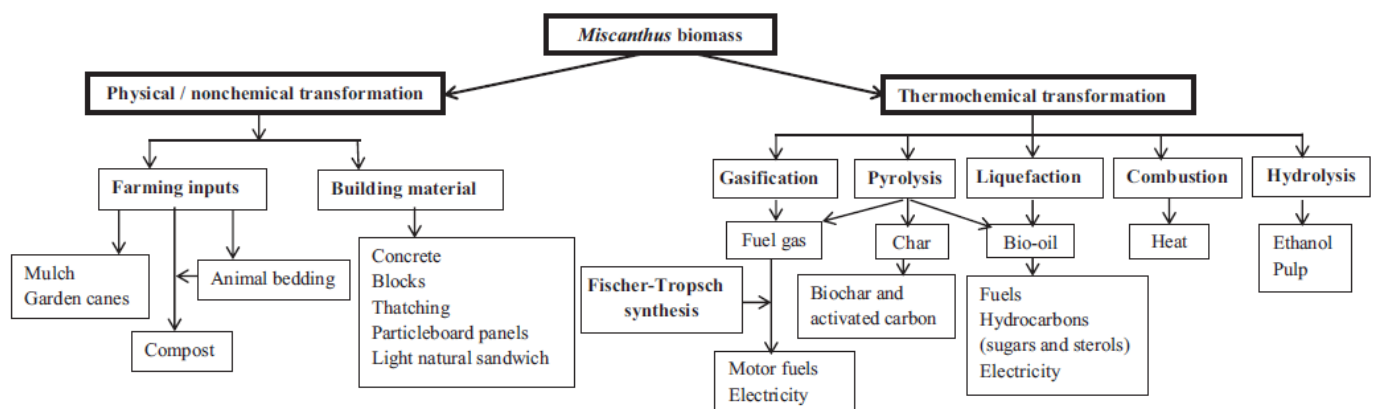 Miscanthus biomass
Physical / nonchemical transformation
Thermochemical transformation
Farming inputs
Building material
Gasification
Pyrolysis
Liquefaction
Combustion
Hydrolysis
Mulch
Garden canes
Animal bedding
Compost
Concrete
Blocks
Thatching
Particleboard panels
Light natural sandwich
Fuel gas
Char
Bio-oil
Heat
Ethanol
Pulp
Fischer-Tropsch
synthesis
Biochar and
activated carbon
Fuels
Hydrocarbons
(sugars and sterols)
Electricity
Motor fuels
Electricity